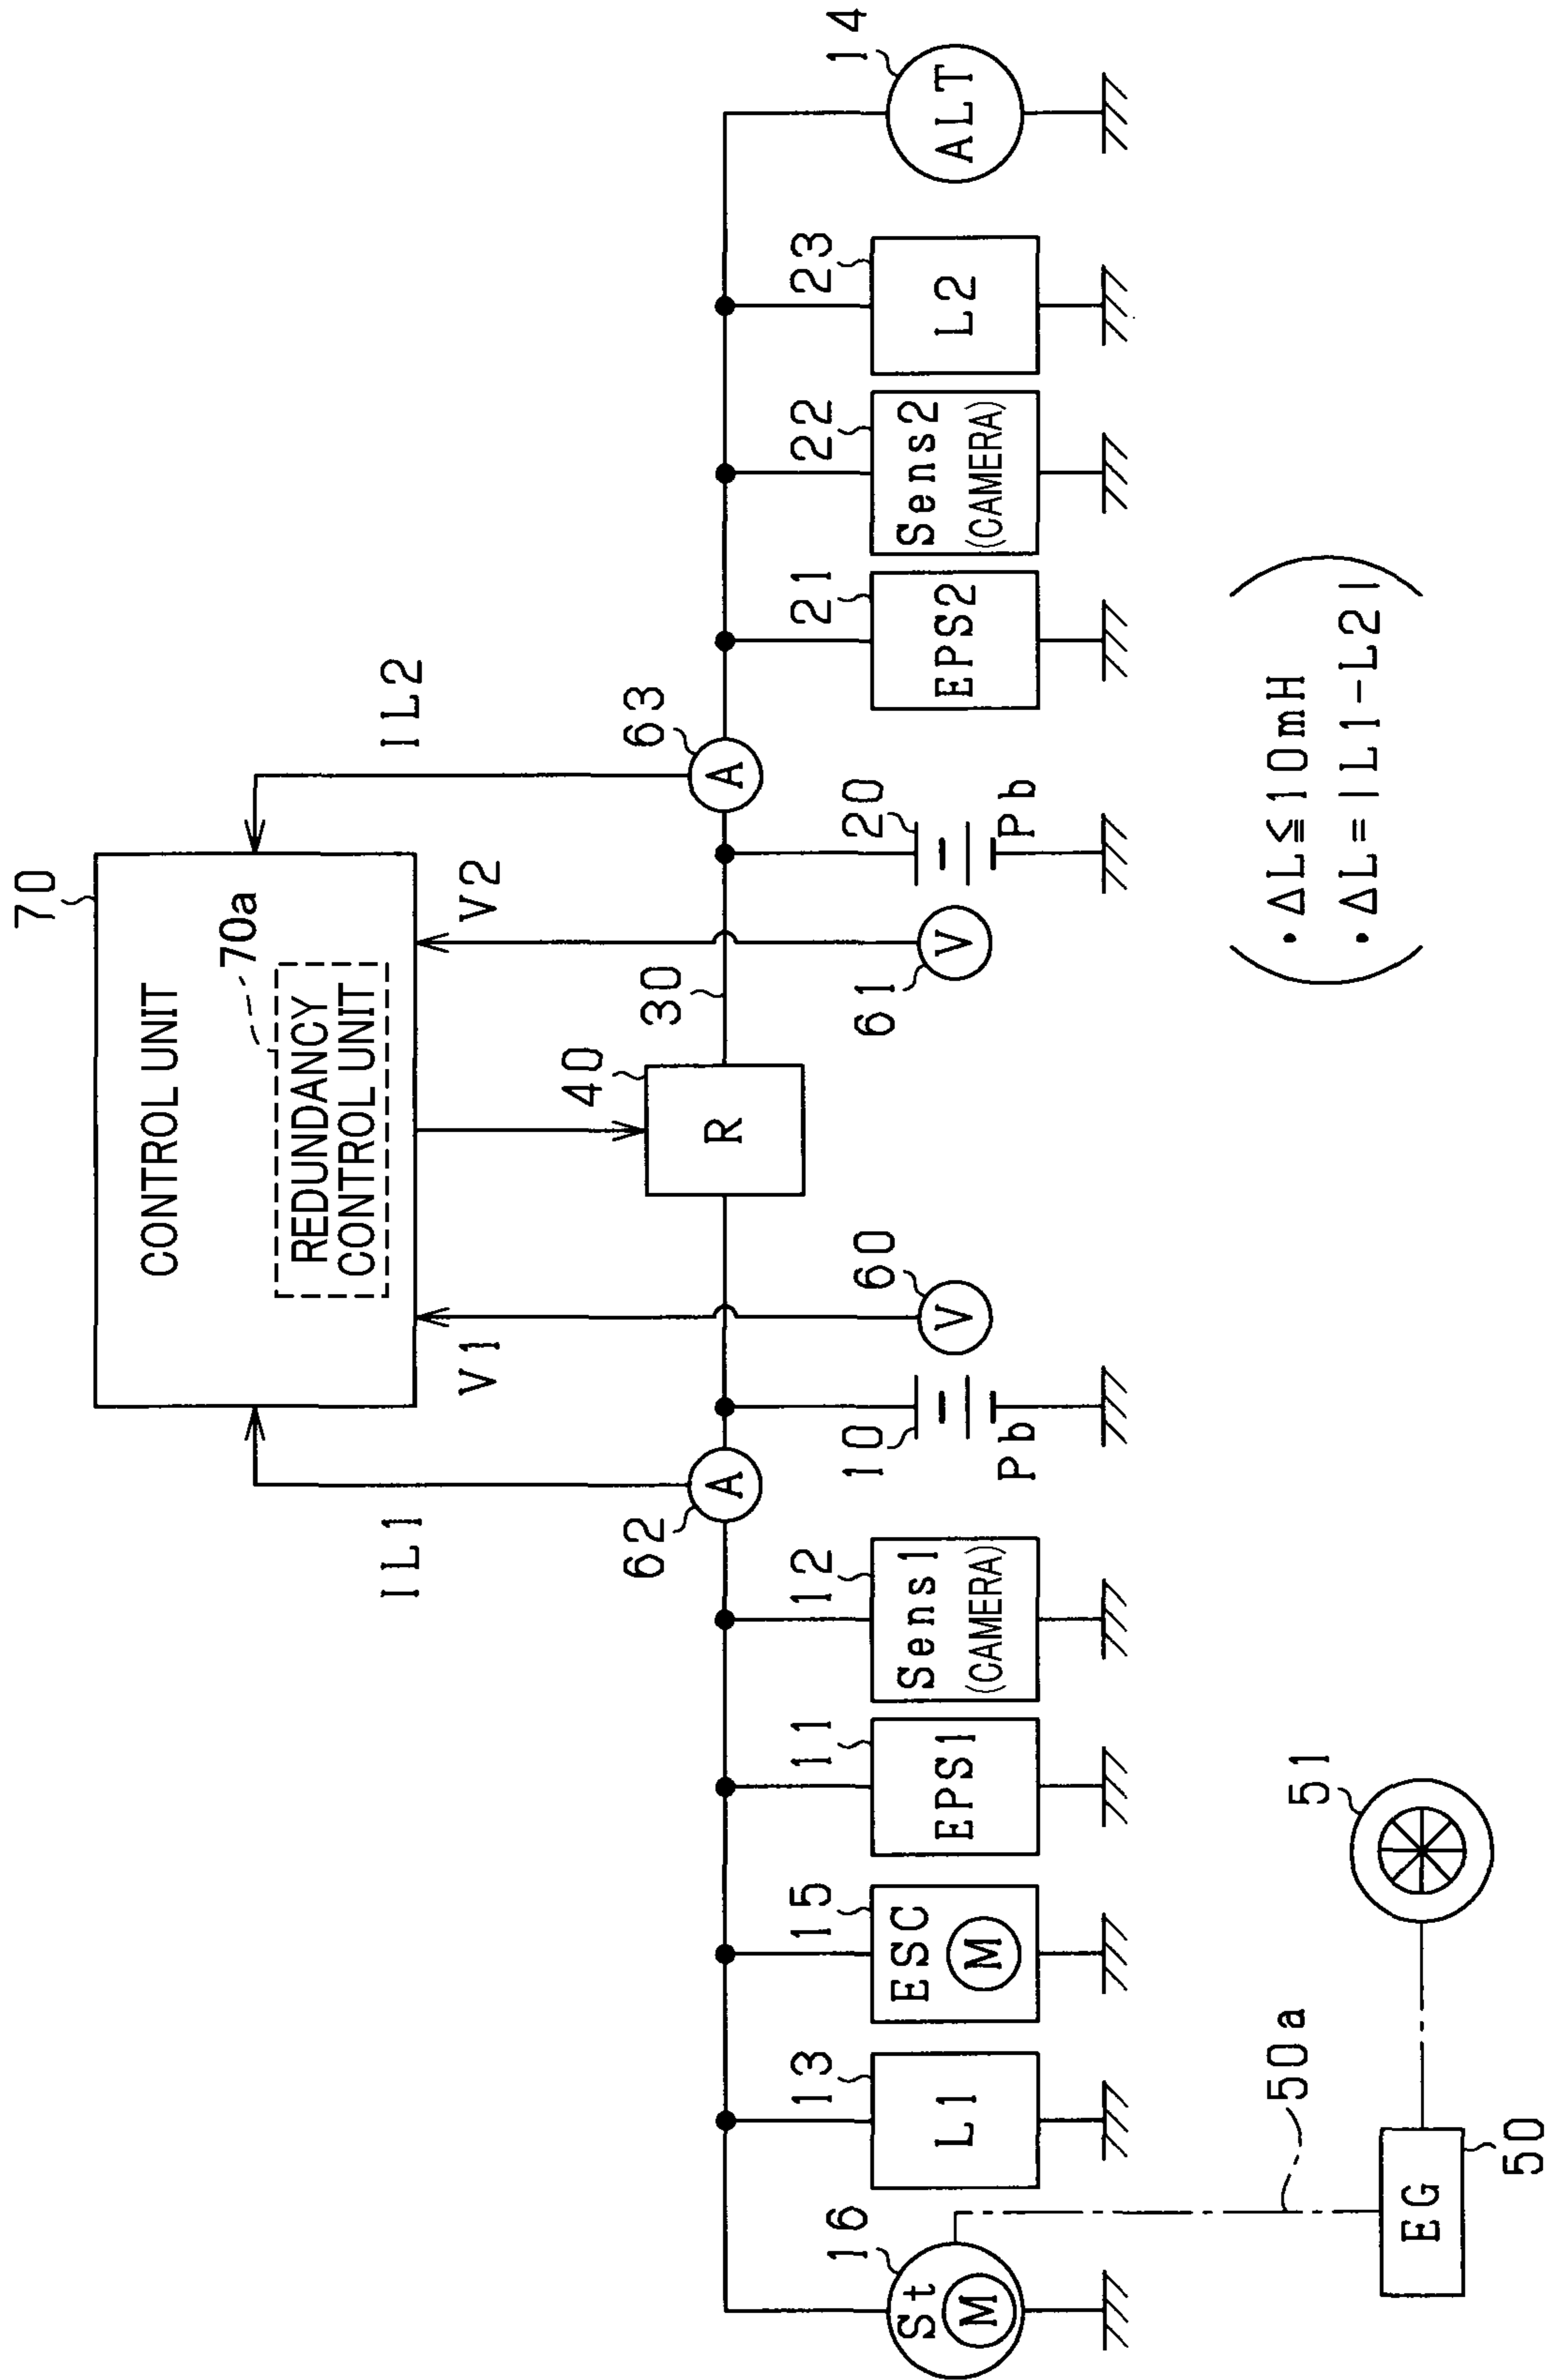 70
CONTROL UNIT
70a
REDUNDANCY
CONTROL UNIT
IL1
V1
V2
IL2
62
A
40
R
30
63
A
16
St
M
13
L1
15
ESC
M
11
EPS1
12
Sens1
(CAMERA)
10
Pb
60
V
61
V
20
Pb
21
EPS2
22
Sens2
(CAMERA)
23
L2
14
ALT
50a
EG
50
51
・ΔL≦10mH
・ΔL=|L1-L2|